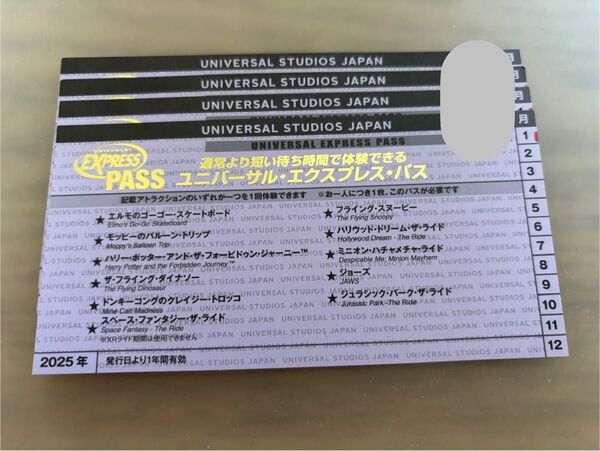 UNIVERSAL STUDIOS JAPAN
月
UNIVERSAL STUDIOS JAPAN
月
UNIVERSAL STUDIOS JAPAN
月
UNIVERSAL STUDIOS JAPAN
月
UNIVERSAL EXPRESS PASS
UNIVERSAL
EXPRESS
PASS
通常より短い待ち時間で体験できる
ユニバーサル・エクスプレス・パス。
記載アトラクションのいずれか一つを1回体験できます ※お一人につき1枚、このパスが必要です
★ エルモのゴーゴー・スケートボード
Elmo's Go-Go Skateboard
★ モッピーのバルーン・トリップ
Moppy's Balloon Trip
★ ハリー・ポッター・アンド・ザ・フォービドゥン・ジャーニー™
Harry Potter and the Forbidden Journey™
★ ザ・フライング・ダイナソー
The Flying Dinosaur
★ ドンキーコングのクレイジー・トロッコ
Mine Cart Madness
★ スペース・ファンタジー・ザ・ライド
Space Fantasy - The Ride
※XRライド期間は使用できません
★ フライング・スヌーピー
The Flying Snoopy
★ ハリウッド・ドリーム・ザ・ライド
Hollywood Dream - The Ride
★ ミニオン・ハチャメチャ・ライド
Despicable Me: Minion Mayhem
★ ジョーズ
JAWS
★ ジュラシック・パーク・ザ・ライド
Jurassic Park -The Ride
1
2
3
4
5
6
7
8
9
10
11
12
2025年
発行日より1年間有効